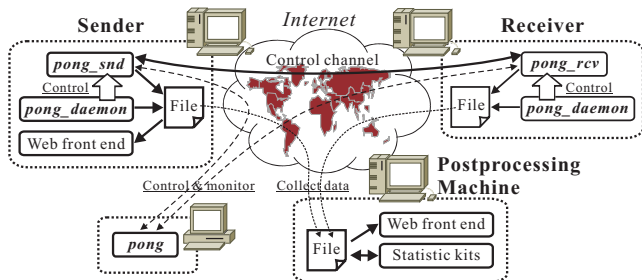 Sender
Internet
Receiver
pong_snd
Control channel
pong_rcv
Control
Control
pong_daemon
File
File
pong_daemon
Web front end
Control & monitor
Collect data
Postprocessing
Machine
pong
File
Web front end
Statistic kits